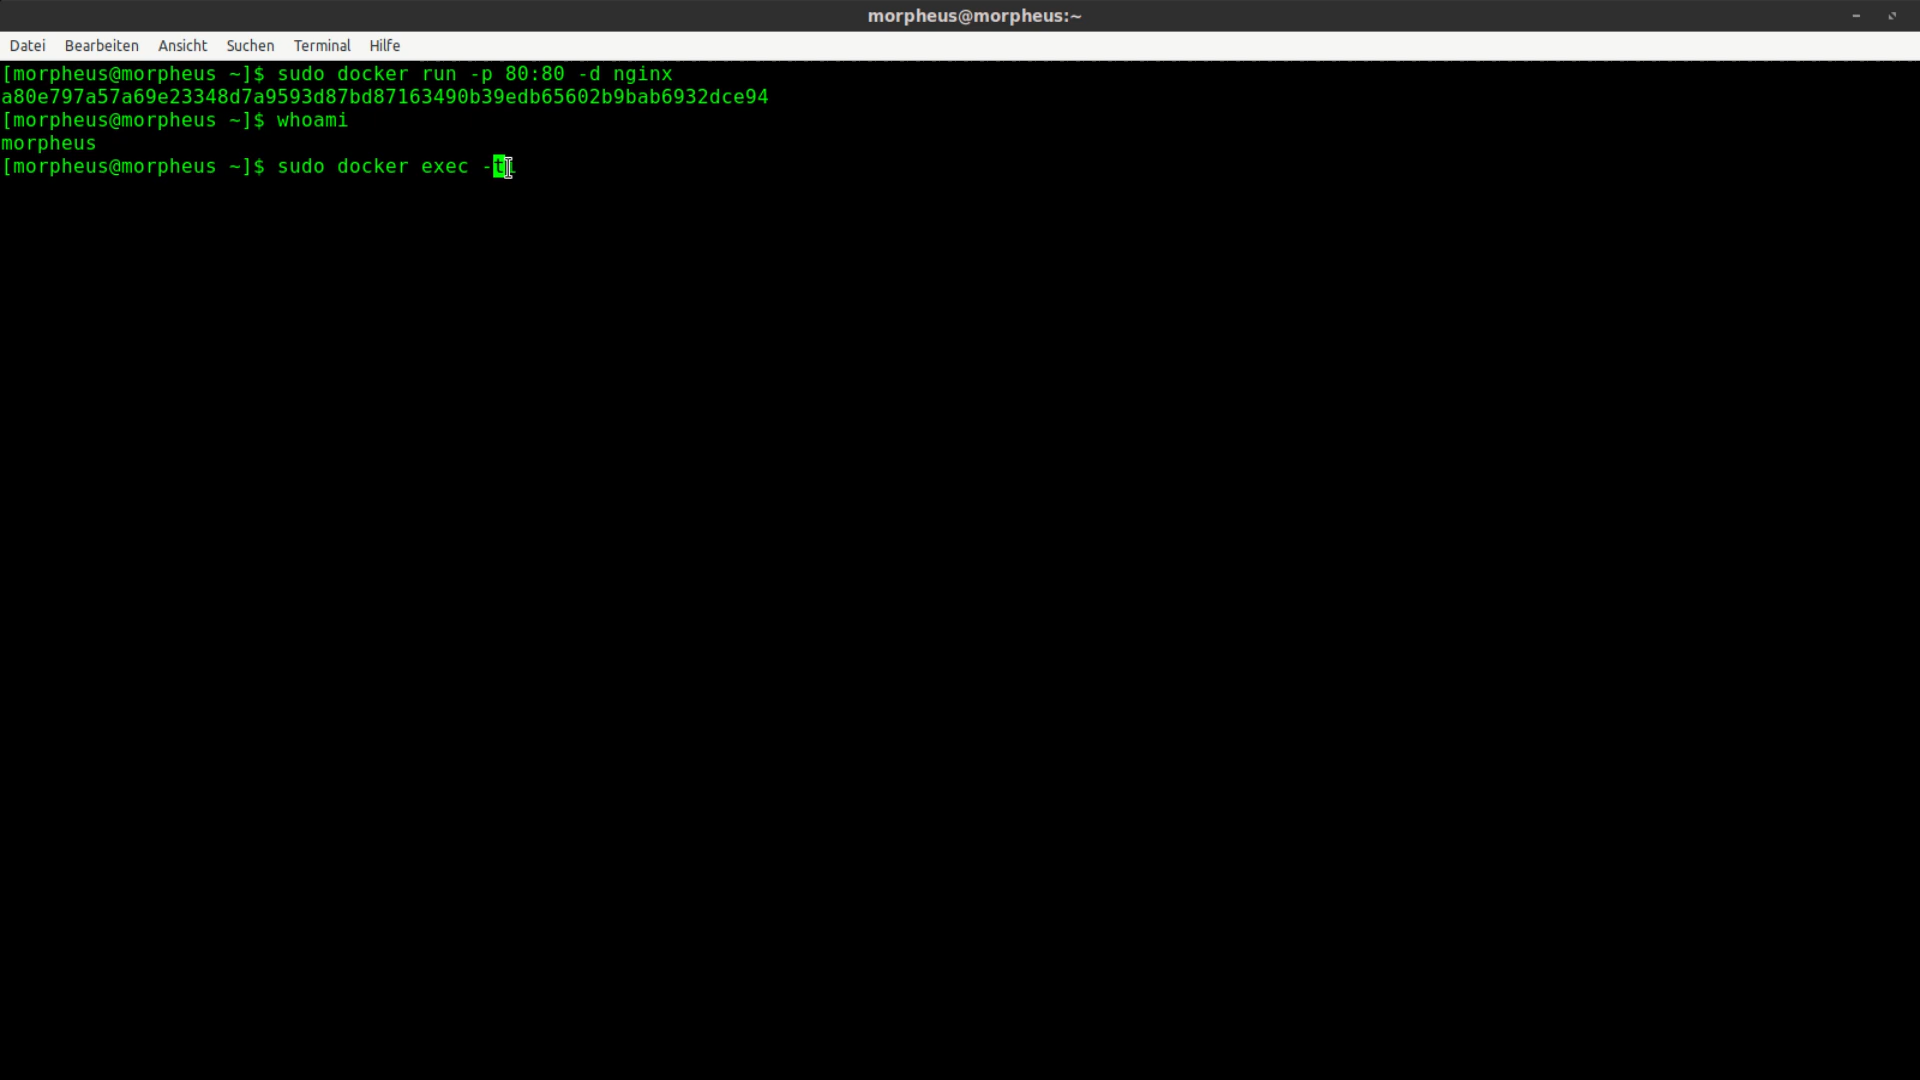 morpheus@morpheus:~
Datei Bearbeiten Ansicht Suchen Terminal Hilfe
[morpheus@morpheus ~]$ sudo docker run -p 80:80 -d nginx
a80e797a57a69e23348d7a9593d87bd87163490b39edb65602b9bab6932dce94
[morpheus@morpheus ~]$ whoami
morpheus
[morpheus@morpheus ~]$ sudo docker exec -ti